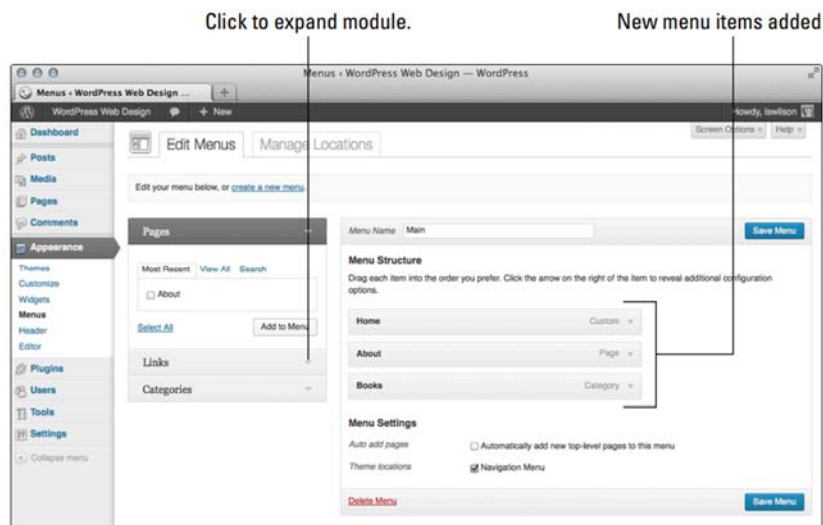 Click to expand module.
New menu items added
Menus ‹ WordPress Web Design — WordPress
Menus ‹ WordPress Web Design ...
WordPress Web Design
+ New
Howdy, lswilson
Screen Options
Help
Dashboard
Posts
Media
Pages
Comments
Appearance
Themes
Customize
Widgets
Menus
Header
Editor
Plugins
Users
Tools
Settings
Collapse menu
Edit Menus
Manage Locations
Edit your menu below, or create a new menu.
Pages
Most Recent View All Search
About
Select All
Add to Menu
Links
Categories
Menu Name Main
Save Menu
Menu Structure
Drag each item into the order you prefer. Click the arrow on the right of the item to reveal additional configuration
options.
Home Custom
About Page
Books Category
Menu Settings
Auto add pages Automatically add new top-level pages to this menu
Theme locations Navigation Menu
Delete Menu
Save Menu